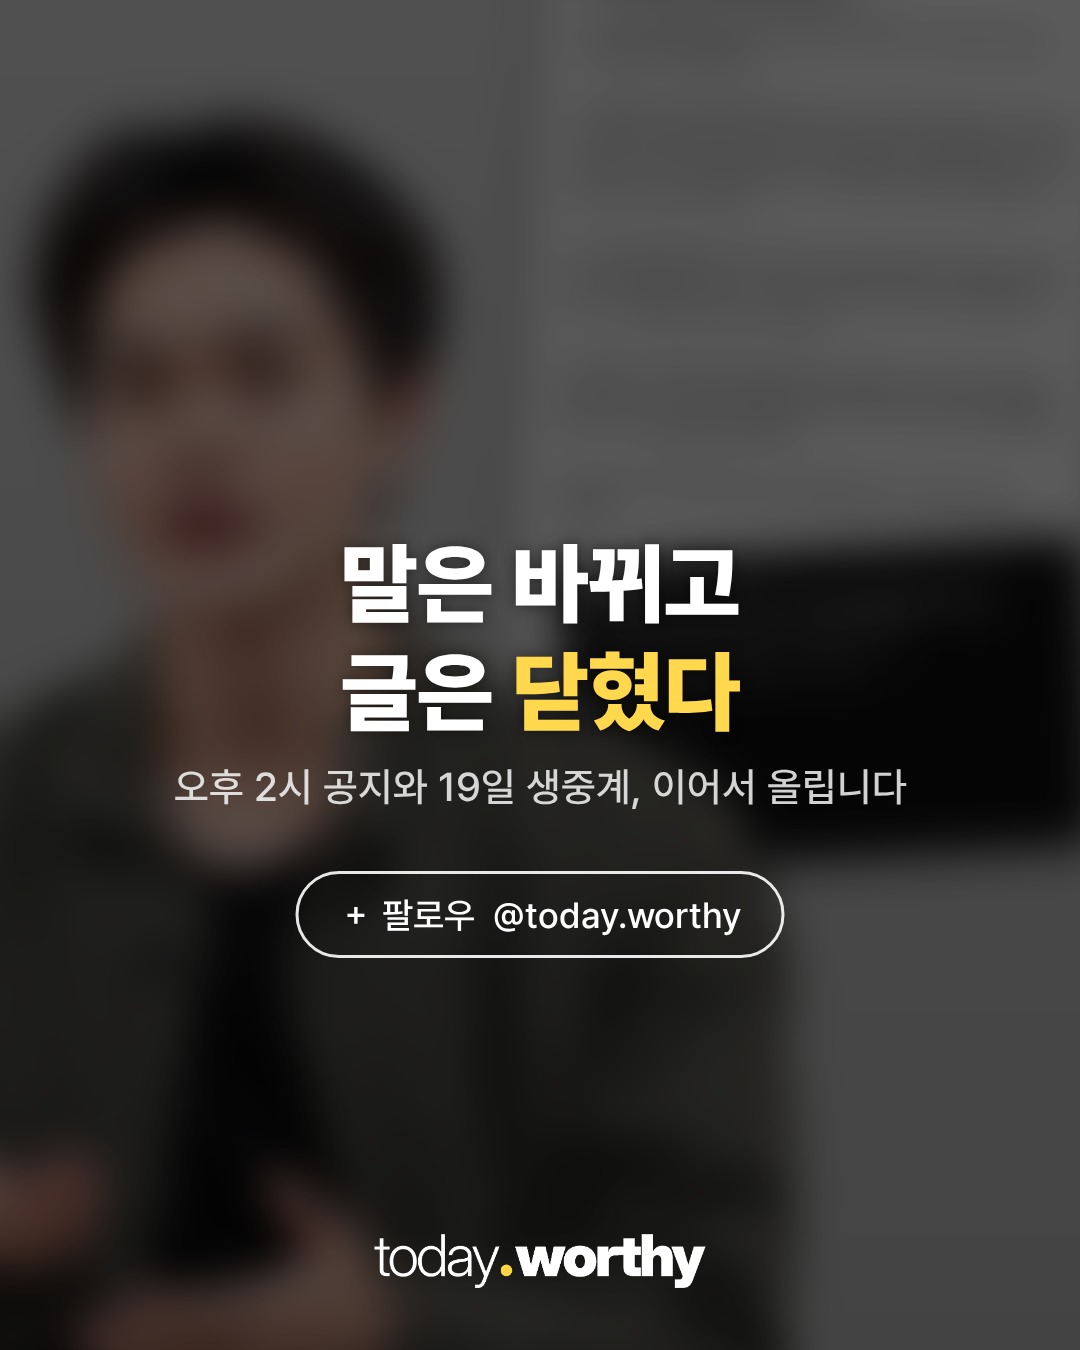 말은 바뀌고
글은 닫혔다
오후 2시 공지와 19일 생중계, 이어서 올립니다
+ 팔로우 @today.worthy
today.worthy